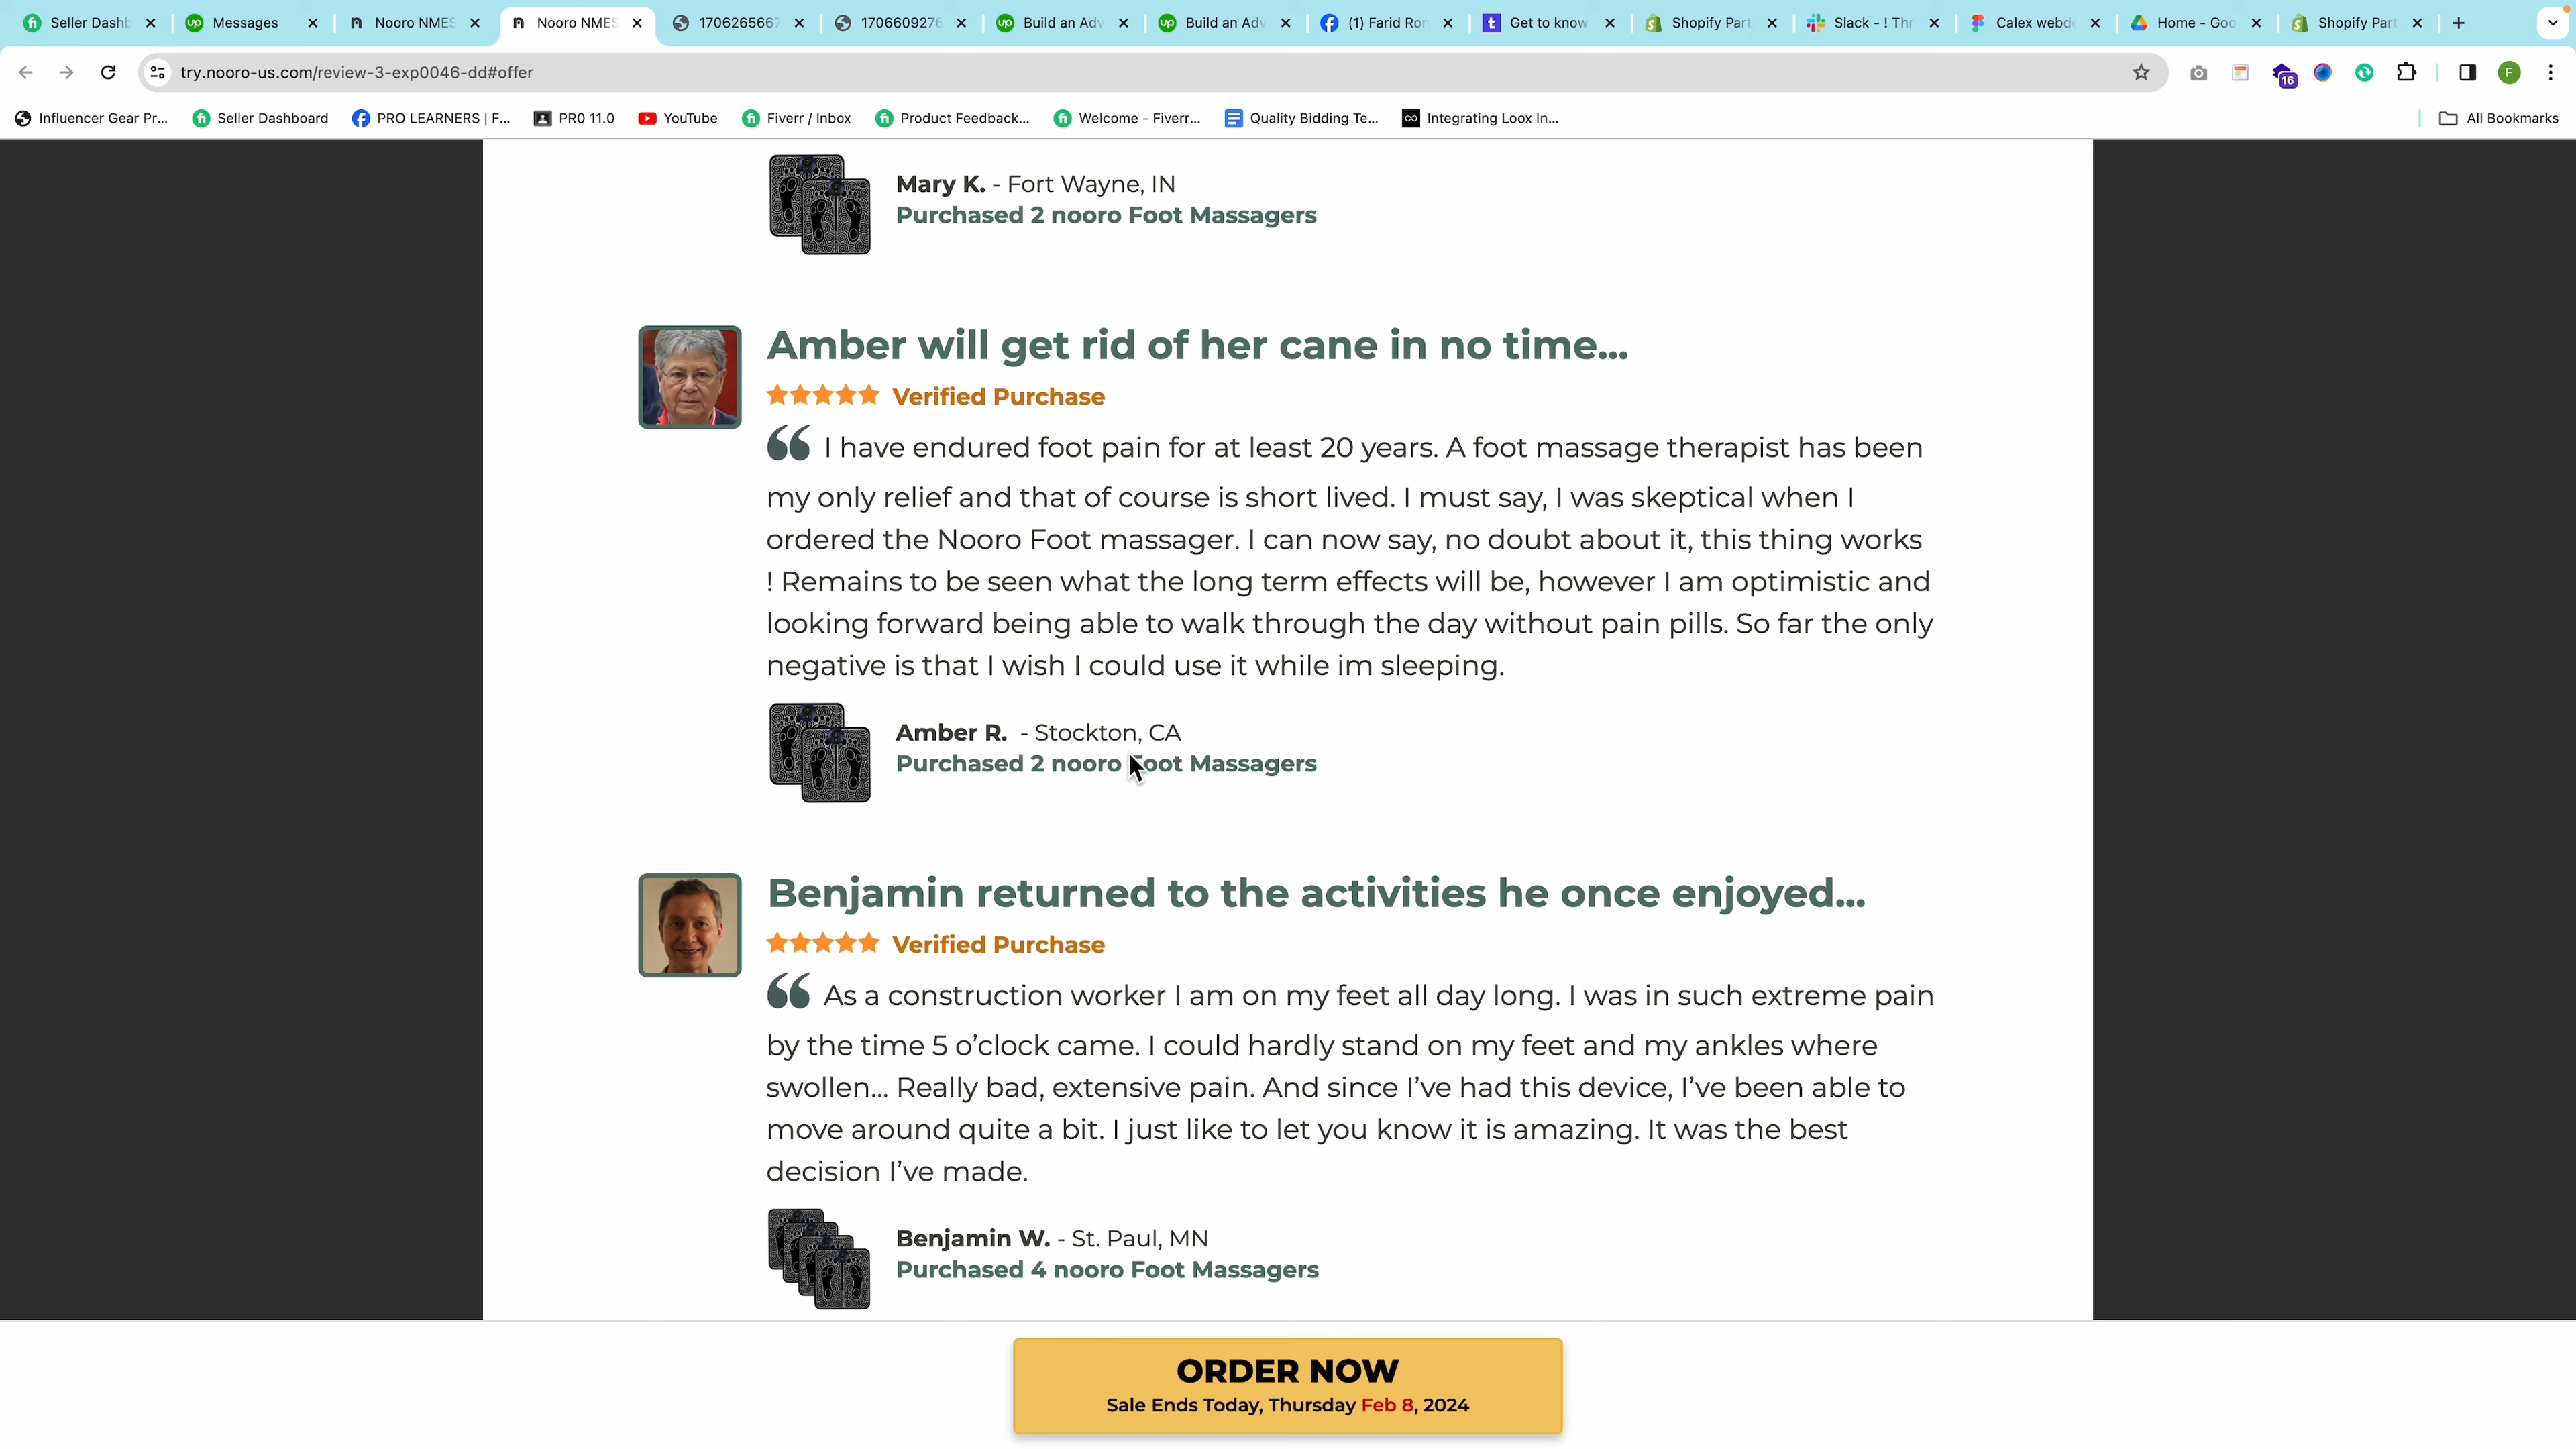 Seller Dashb
Messages
Nooro NMES
Nooro NMES
1706265667
1706609276
Build an Adv
Build an Adv
(1) Farid Ron
Get to know
Shopify Part
Slack - ! Thr
Calex webde
Home - Goo
Shopify Part
try.nooro-us.com/review-3-exp0046-dd#offer
16
F
Influencer Gear Pr...
Seller Dashboard
PRO LEARNERS | F...
PR0 11.0
YouTube
Fiverr / Inbox
Product Feedback...
Welcome - Fiverr...
Quality Bidding Te...
Integrating Loox In...
All Bookmarks
Mary K. - Fort Wayne, IN
Purchased 2 nooro Foot Massagers
Amber will get rid of her cane in no time...
Verified Purchase
“ I have endured foot pain for at least 20 years. A foot massage therapist has been
my only relief and that of course is short lived. I must say, I was skeptical when I
ordered the Nooro Foot massager. I can now say, no doubt about it, this thing works
! Remains to be seen what the long term effects will be, however I am optimistic and
looking forward being able to walk through the day without pain pills. So far the only
negative is that I wish I could use it while im sleeping.
Amber R. - Stockton, CA
Purchased 2 nooro Foot Massagers
Benjamin returned to the activities he once enjoyed...
Verified Purchase
“ As a construction worker I am on my feet all day long. I was in such extreme pain
by the time 5 o’clock came. I could hardly stand on my feet and my ankles where
swollen... Really bad, extensive pain. And since I’ve had this device, I’ve been able to
move around quite a bit. I just like to let you know it is amazing. It was the best
decision I’ve made.
Benjamin W. - St. Paul, MN
Purchased 4 nooro Foot Massagers
ORDER NOW
Sale Ends Today, Thursday Feb 8, 2024